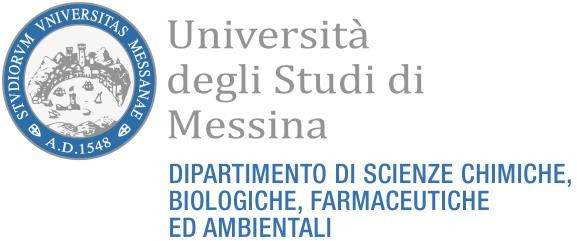 STVDIORVM VNIVERSITAS MESSANAE
A.D.1548
Università
degli Studi di
Messina
DIPARTIMENTO DI SCIENZE CHIMICHE,
BIOLOGICHE, FARMACEUTICHE
ED AMBIENTALI